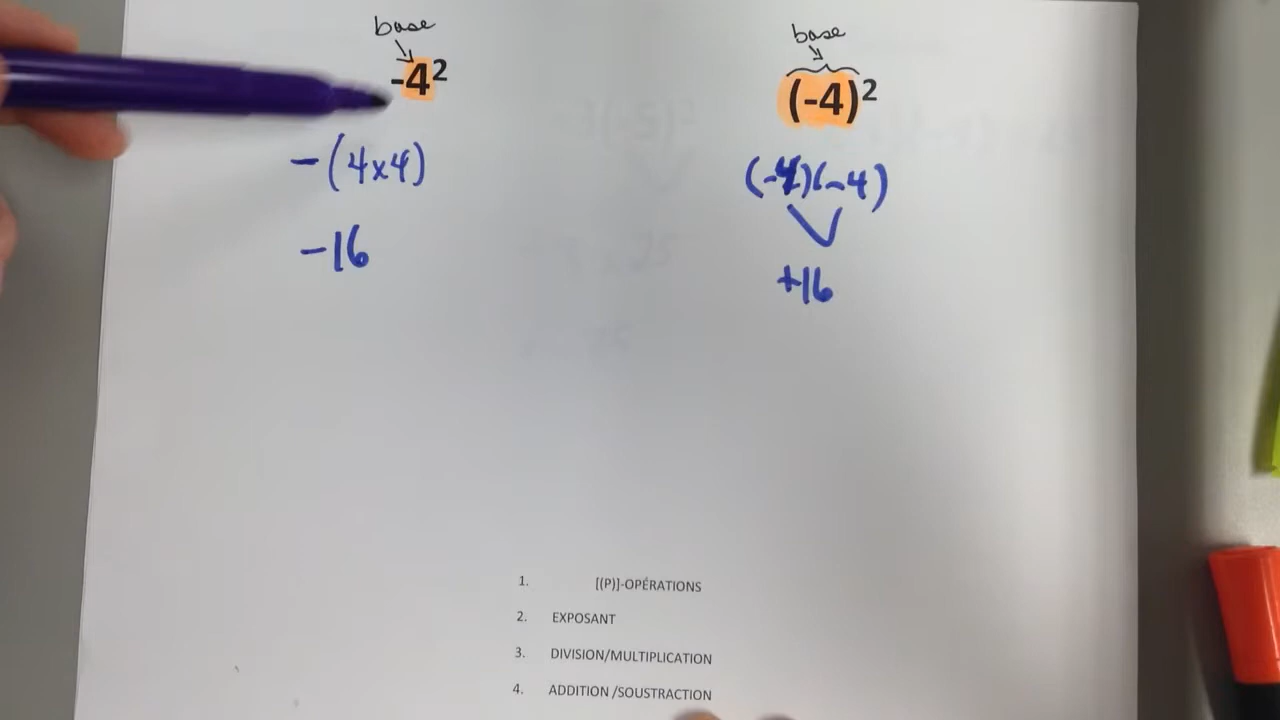 base
-4²
-(4x4)
-16
base
(-4)²
(-4)(-4)
+16
1. [(P)]-OPÉRATIONS
2. EXPOSANT
3. DIVISION/MULTIPLICATION
4. ADDITION /SOUSTRACTION